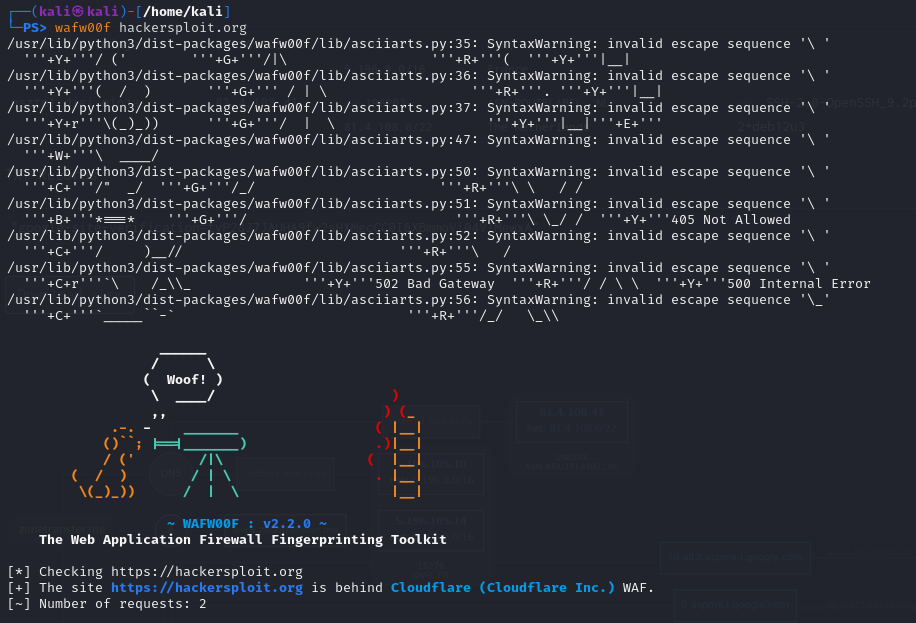 ┌──(kali㉿kali)-[/home/kali]
└─PS> wafw00f hackersploit.org
/usr/lib/python3/dist-packages/wafw00f/lib/asciiarts.py:35: SyntaxWarning: invalid escape sequence '\ '
  '''+Y+'''/ ('        '''+G+'''/|\                  '''+R+'''(  '''+Y+'''|__|
/usr/lib/python3/dist-packages/wafw00f/lib/asciiarts.py:36: SyntaxWarning: invalid escape sequence '\ '
  '''+Y+'''(  /  )       '''+G+''' / | \                  '''+R+'''. '''+Y+'''|__|
/usr/lib/python3/dist-packages/wafw00f/lib/asciiarts.py:37: SyntaxWarning: invalid escape sequence '\ '
  '''+Y+r'''\(_)_))      '''+G+'''/  |  \                   '''+Y+'''|__|'''+E+'''
/usr/lib/python3/dist-packages/wafw00f/lib/asciiarts.py:47: SyntaxWarning: invalid escape sequence '\ '
  '''+W+'''\  ____/
/usr/lib/python3/dist-packages/wafw00f/lib/asciiarts.py:50: SyntaxWarning: invalid escape sequence '\ '
  '''+C+'''/"  _/  '''+G+'''/_/                       '''+R+'''\ \   / /
/usr/lib/python3/dist-packages/wafw00f/lib/asciiarts.py:51: SyntaxWarning: invalid escape sequence '\ '
  '''+B+'''*===*    '''+G+'''/                          '''+R+'''\ \_/ /  '''+Y+'''405 Not Allowed
/usr/lib/python3/dist-packages/wafw00f/lib/asciiarts.py:52: SyntaxWarning: invalid escape sequence '\ '
  '''+C+'''/     )__//                           '''+R+'''\   /
/usr/lib/python3/dist-packages/wafw00f/lib/asciiarts.py:55: SyntaxWarning: invalid escape sequence '\ '
  '''+C+r'''`\    /_\\_              '''+Y+'''502 Bad Gateway  '''+R+'''/ / \ \  '''+Y+'''500 Internal Error
/usr/lib/python3/dist-packages/wafw00f/lib/asciiarts.py:56: SyntaxWarning: invalid escape sequence '\_'
  '''+C+'''`_____``-`                             '''+R+'''/_/   \_\\
( Woof! )
~ WAFW00F : v2.2.0 ~
The Web Application Firewall Fingerprinting Toolkit
[*] Checking https://hackersploit.org
[+] The site https://hackersploit.org is behind Cloudflare (Cloudflare Inc.) WAF.
[~] Number of requests: 2